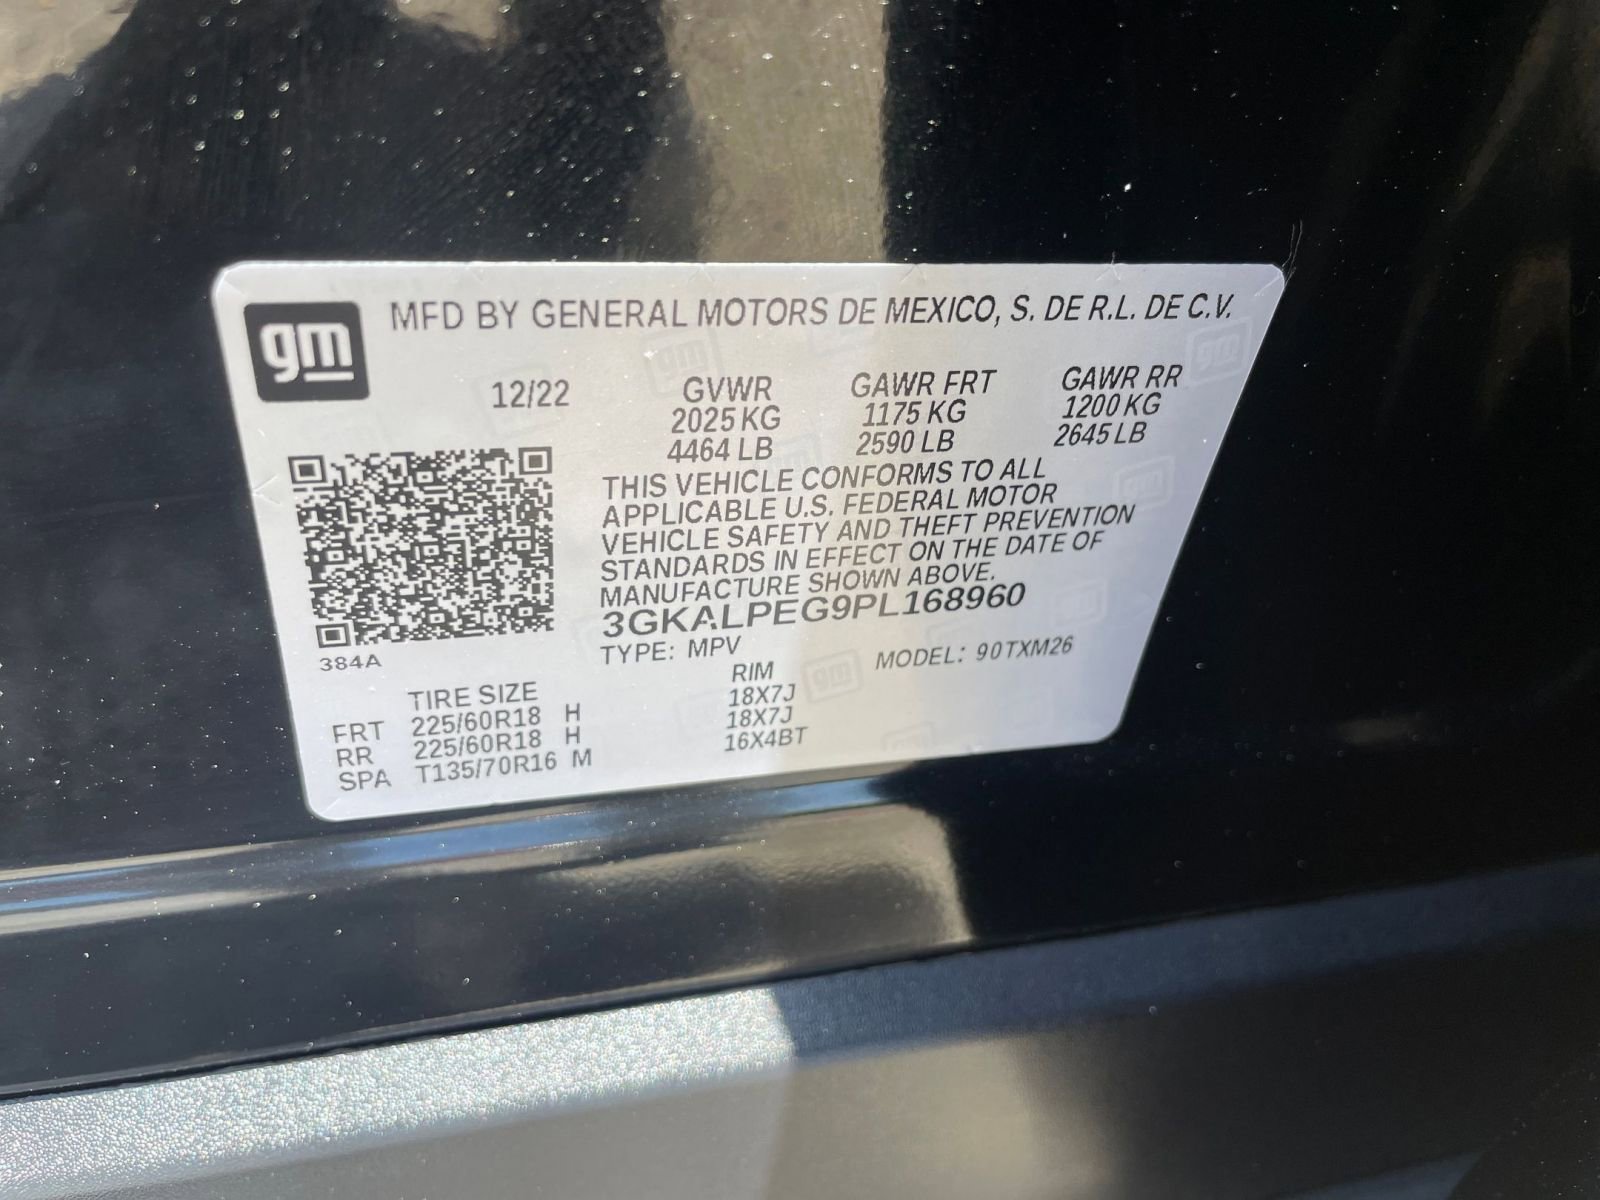 gm
MFD BY GENERAL MOTORS DE MEXICO, S. DE R.L. DE C.V.
12/22
GVWR GAWR FRT GAWR RR
2025 KG 1175 KG 1200 KG
4464 LB 2590 LB 2645 LB
THIS VEHICLE CONFORMS TO ALL
APPLICABLE U.S. FEDERAL MOTOR
VEHICLE SAFETY AND THEFT PREVENTION
STANDARDS IN EFFECT ON THE DATE OF
MANUFACTURE SHOWN ABOVE.
3GKALPEG9PL168960
TYPE: MPV MODEL: 90TXM26
384A
TIRE SIZE RIM
FRT 225/60R18 H 18X7J
RR 225/60R18 H 18X7J
SPA T135/70R16 M 16X4BT